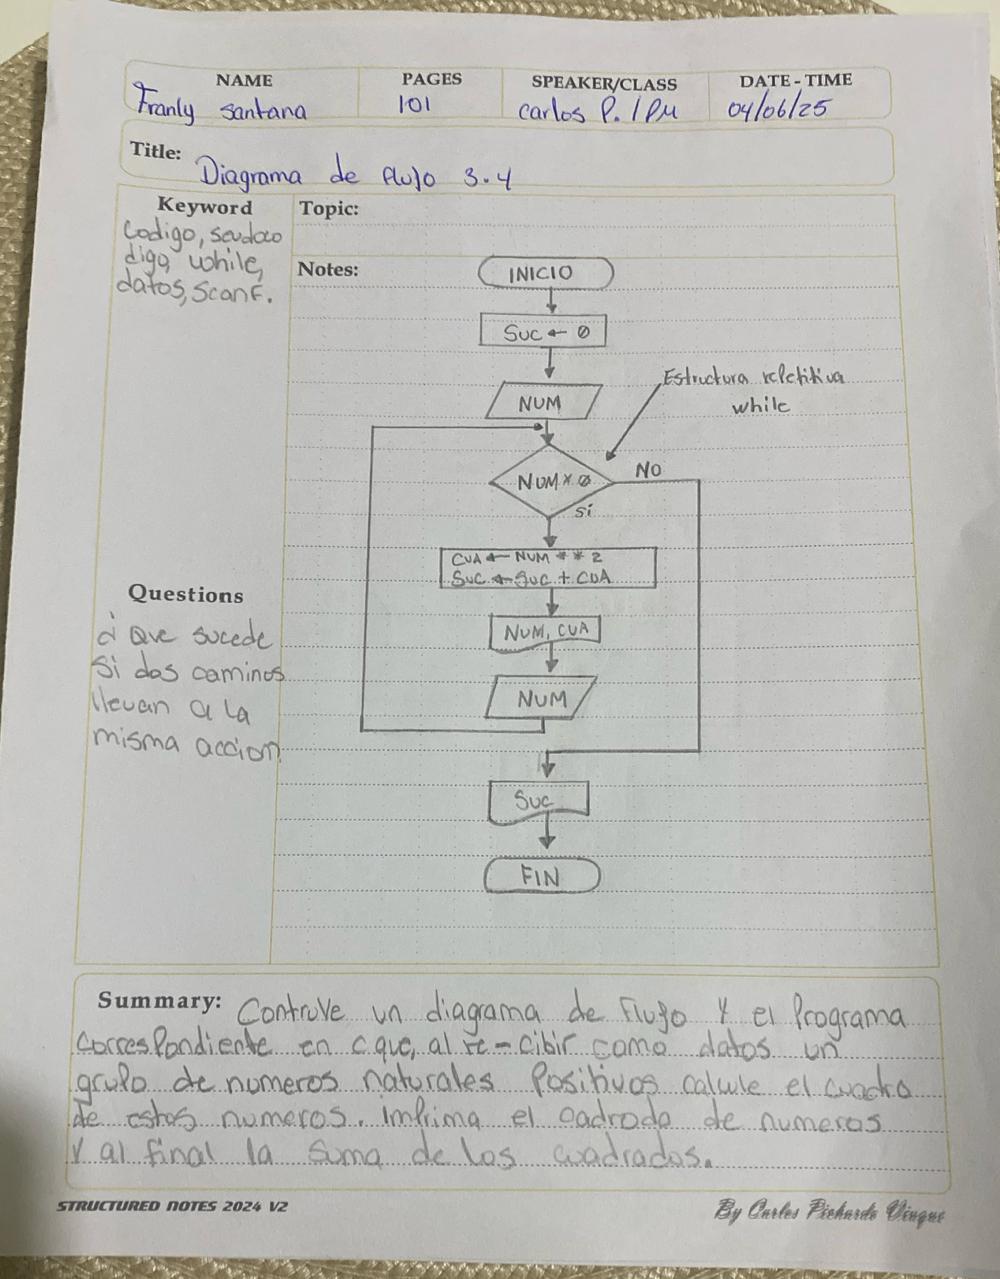 NAME
Franly Santana
PAGES
101
SPEAKER/CLASS
Carlos P. / PM
DATE - TIME
04/06/25
Title: Diagrama de flujo 3.4
Keyword
Codigo, seudoco
digo, while,
datos, Scanf.
Topic:
Notes:
INICIO
Suc ← 0
NUM
Estructura repetitiva
while
NUM × 0
NO
Si
CUA ← NUM * * 2
SUC ← SUC + CUA
NUM, CUA
NUM
Suc
FIN
Questions
¿ Que sucede
si dos caminos
llevan a la
misma accion
Summary: Contruve un diagrama de flujo y el programa
correspondiente en c que, al re-cibir como datos un
grupo de numeros naturales positivos calcule el cuadro
de estos numeros. imprima el cadrado de numeros
y al final la suma de los cuadrados.
STRUCTURED NOTES 2024 V2
By Carlos Pichardo Viuque